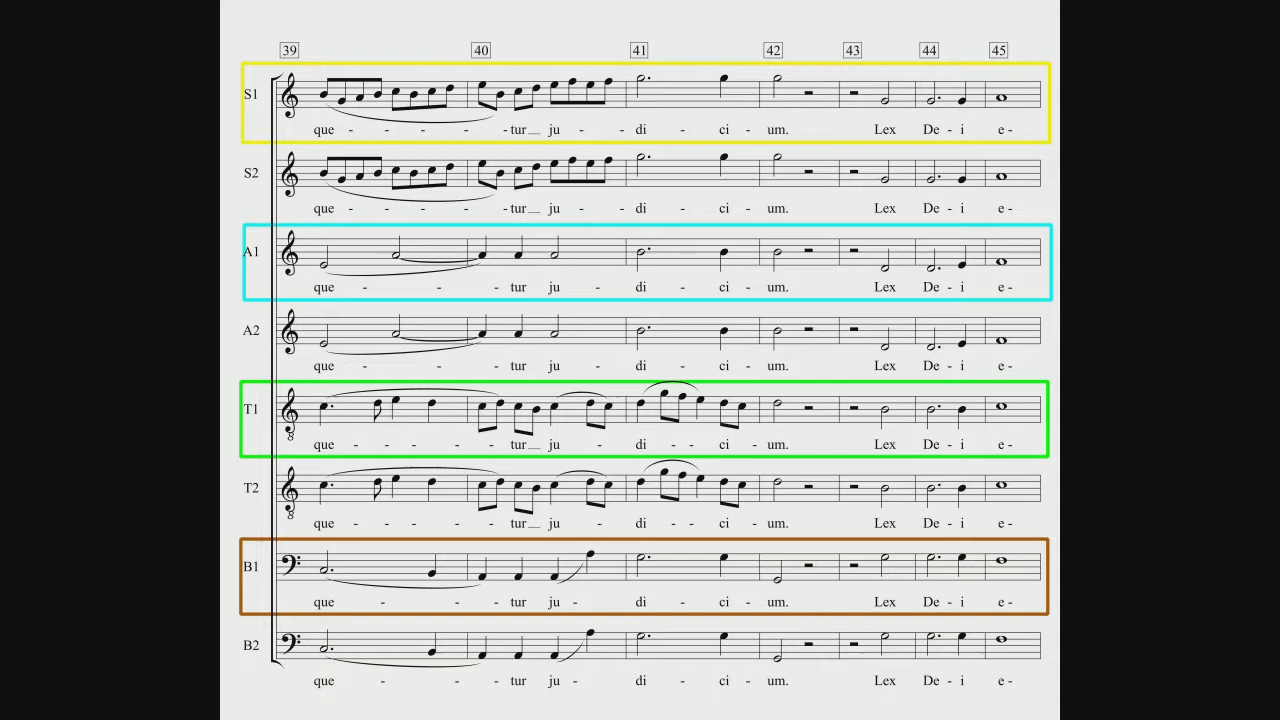 39 40 41 42 43 44 45
S1
que - - - - - tur ju - - di - ci - um. Lex De - i e -
S2
que - - - - - tur ju - - di - ci - um. Lex De - i e -
A1
que - - - tur ju - di - ci - um. Lex De - i e -
A2
que - - - tur ju - di - ci - um. Lex De - i e -
T1
8
que - - - - - tur ju - - di - - ci - um. Lex De - i e -
T2
8
que - - - - - tur ju - - di - - ci - um. Lex De - i e -
B1
que - - - tur ju - di - ci - um. Lex De - i e -
B2
que - - - tur ju - di - ci - um. Lex De - i e -